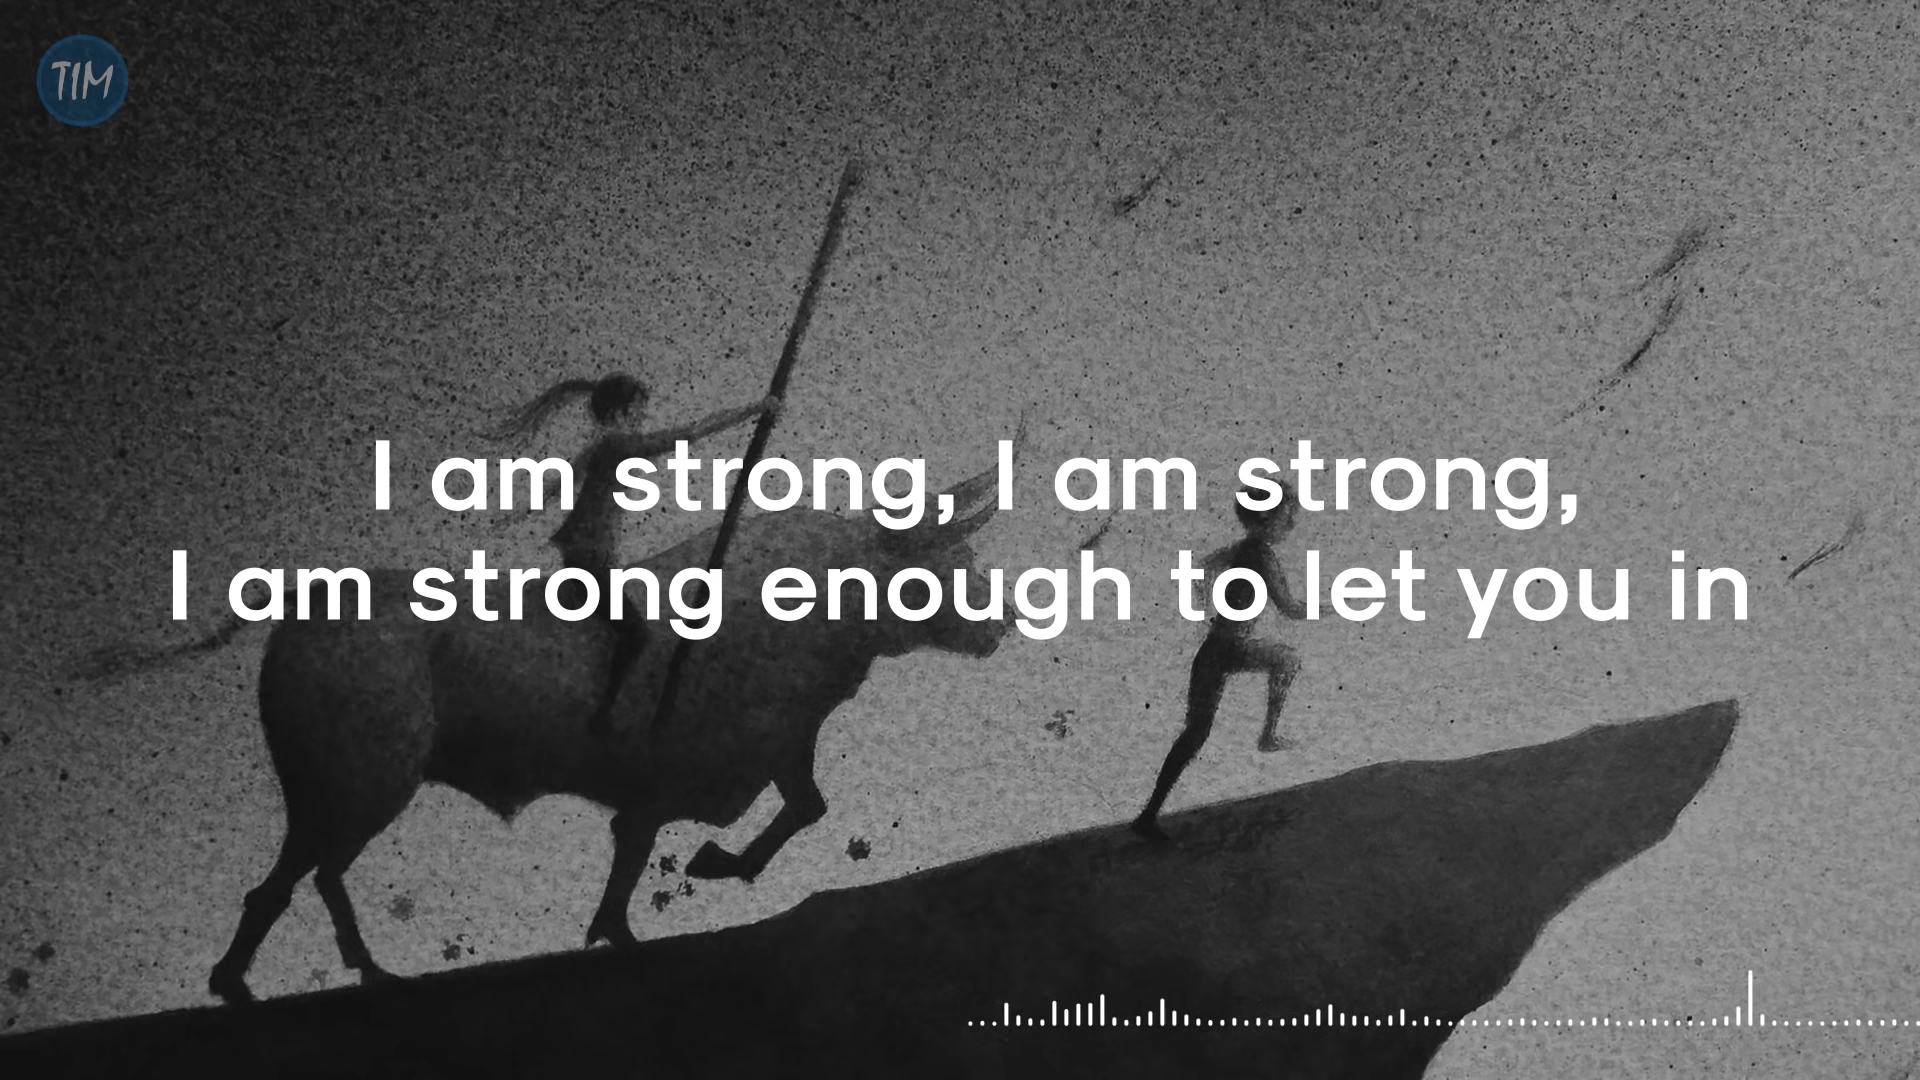 TIM
I am strong, I am strong,
I am strong enough to let you in